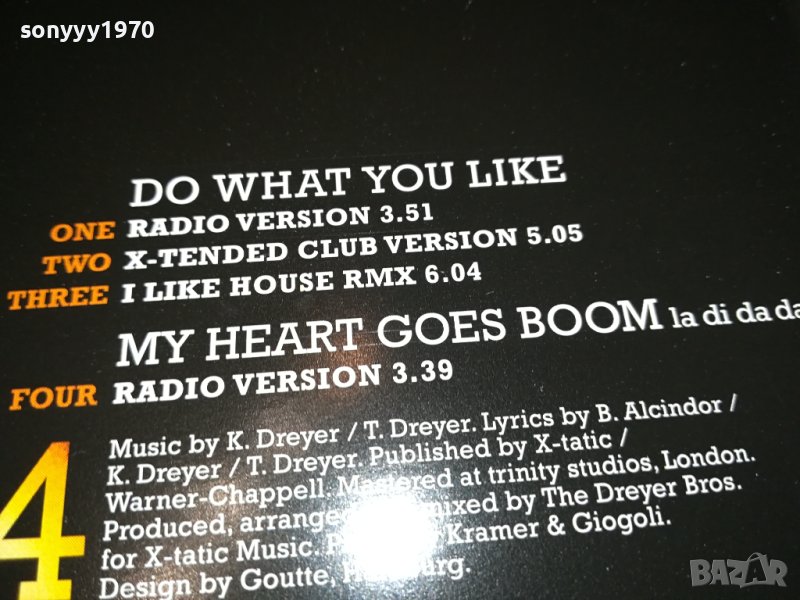 sonyyy1970
DO WHAT YOU LIKE
ONE RADIO VERSION 3.51
TWO X-TENDED CLUB VERSION 5.05
THREE I LIKE HOUSE RMX 6.04
MY HEART GOES BOOM la di da da
FOUR RADIO VERSION 3.39
4
Music by K. Dreyer / T. Dreyer. Lyrics by B. Alcindor /
K. Dreyer / T. Dreyer. Published by X-tatic /
Warner-Chappell. Mastered at trinity studios, London.
Produced, arranged mixed by The Dreyer Bros.
for X-tatic Music. Kramer & Giogoli.
Design by Goutte, Hamburg.
BAZAR